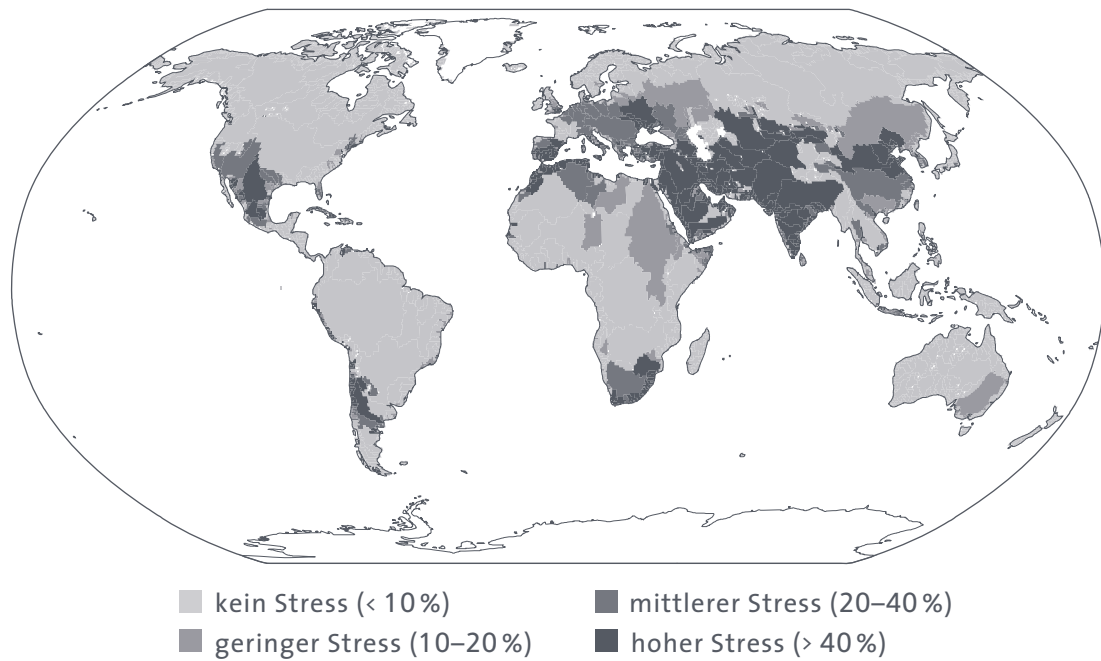 kein Stress (< 10 %)
mittlerer Stress (20–40 %)
geringer Stress (10–20 %)
hoher Stress (> 40 %)